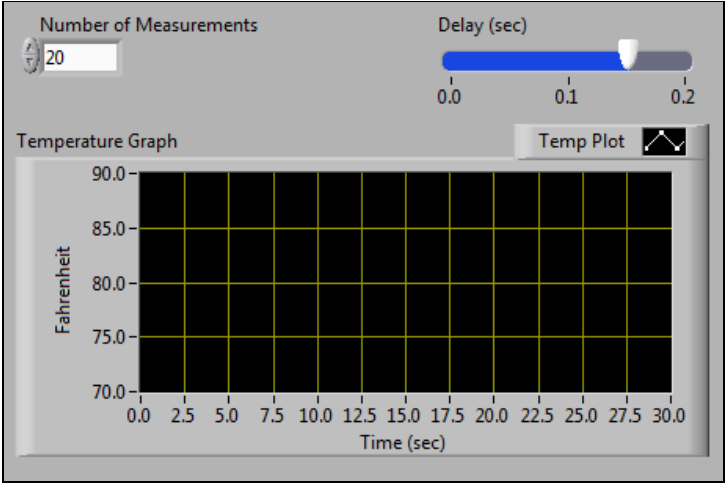 Number of Measurements
20
Delay (sec)
0.0 0.1 0.2
Temperature Graph
Temp Plot
90.0
85.0
80.0
75.0
70.0
Fahrenheit
0.0 2.5 5.0 7.5 10.0 12.5 15.0 17.5 20.0 22.5 25.0 27.5 30.0
Time (sec)